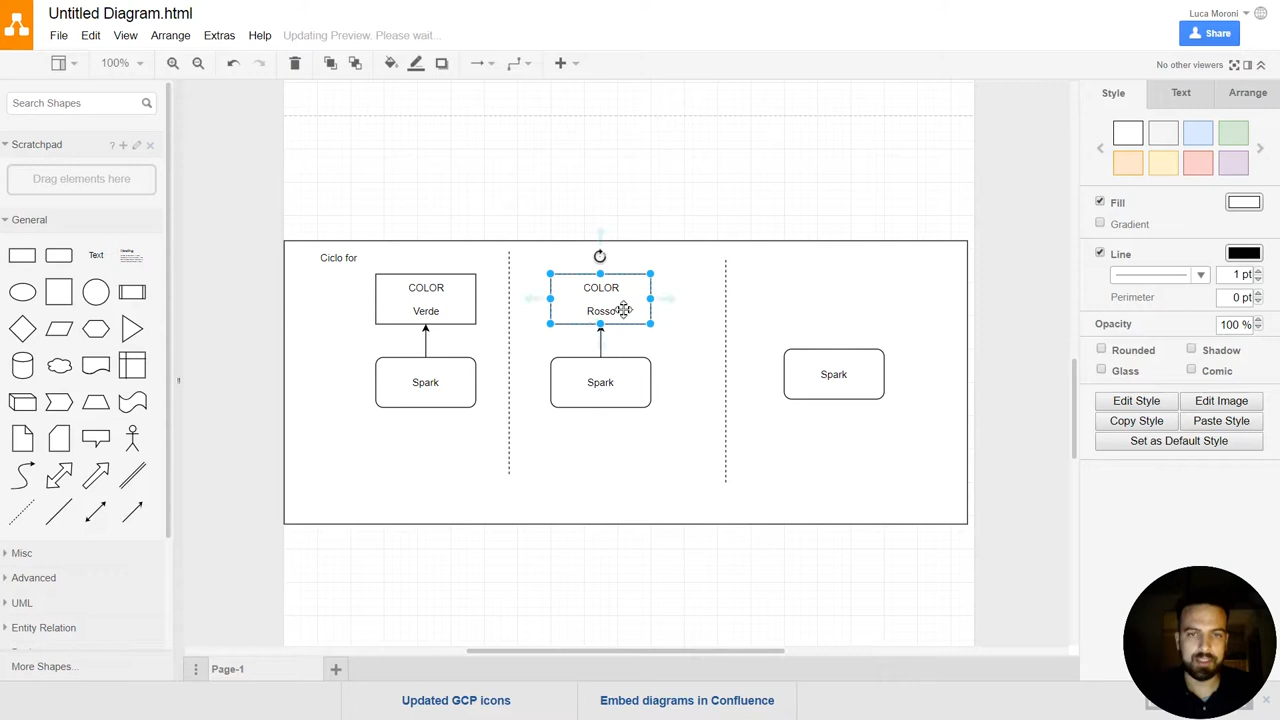 Untitled Diagram.html
Luca Moroni
File Edit View Arrange Extras Help Updating Preview. Please wait...
Share
100%
No other viewers
Search Shapes
Scratchpad
?
Drag elements here
General
Text
Heading
Misc
Advanced
UML
Entity Relation
More Shapes...
Ciclo for
COLOR
Verde
Spark
COLOR
Rosso
Spark
Spark
Page-1
Updated GCP icons
Embed diagrams in Confluence
Style Text Arrange
Fill
Gradient
Line
1 pt
Perimeter 0 pt
Opacity 100 %
Rounded Shadow
Glass Comic
Edit Style Edit Image
Copy Style Paste Style
Set as Default Style